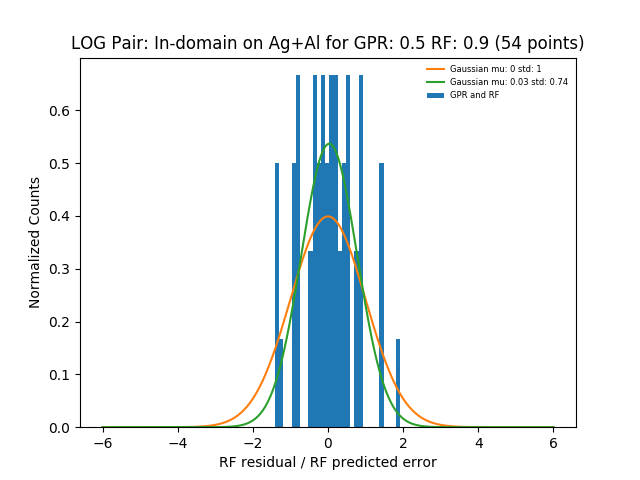 LOG Pair: In-domain on Ag+Al for GPR: 0.5 RF: 0.9 (54 points)
Gaussian mu: 0 std: 1
Gaussian mu: 0.03 std: 0.74
GPR and RF
Normalized Counts
0.6
0.5
0.4
0.3
0.2
0.1
0.0
−6 −4 −2 0 2 4 6
RF residual / RF predicted error